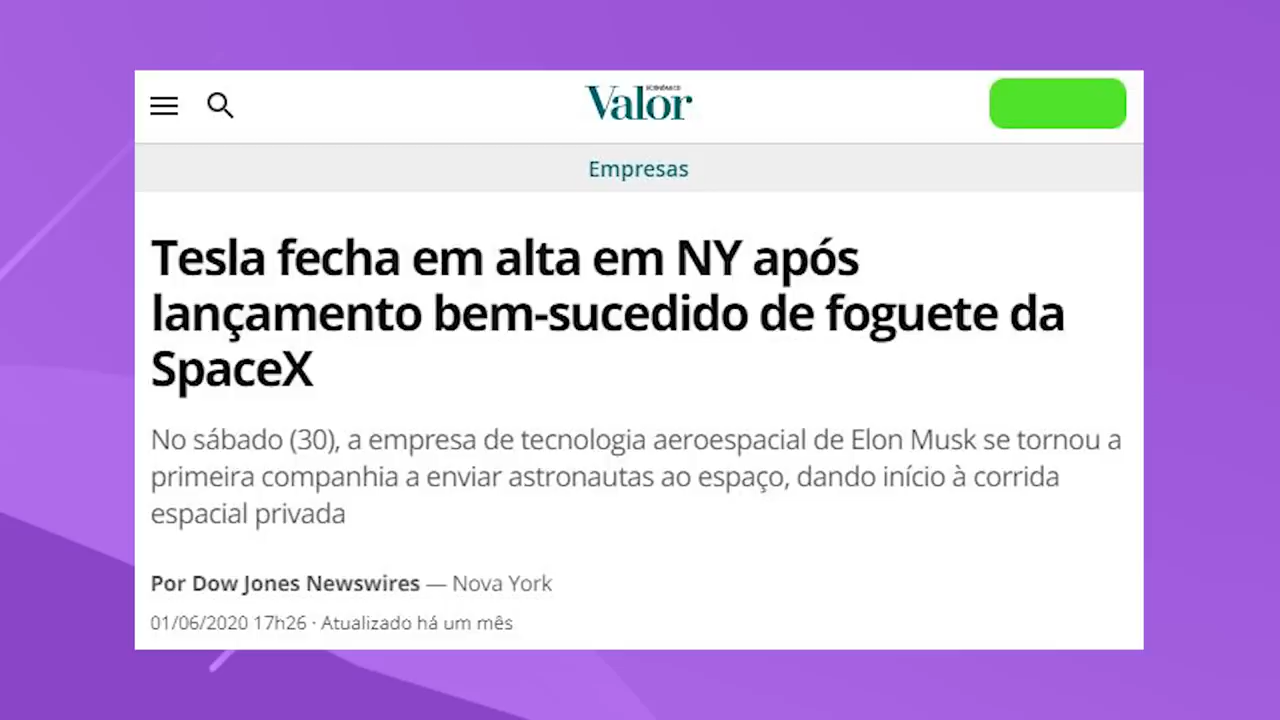 ECONÔMICO
Valor
Empresas
Tesla fecha em alta em NY após
lançamento bem-sucedido de foguete da
SpaceX
No sábado (30), a empresa de tecnologia aeroespacial de Elon Musk se tornou a
primeira companhia a enviar astronautas ao espaço, dando início à corrida
espacial privada
Por Dow Jones Newswires — Nova York
01/06/2020 17h26 · Atualizado há um mês